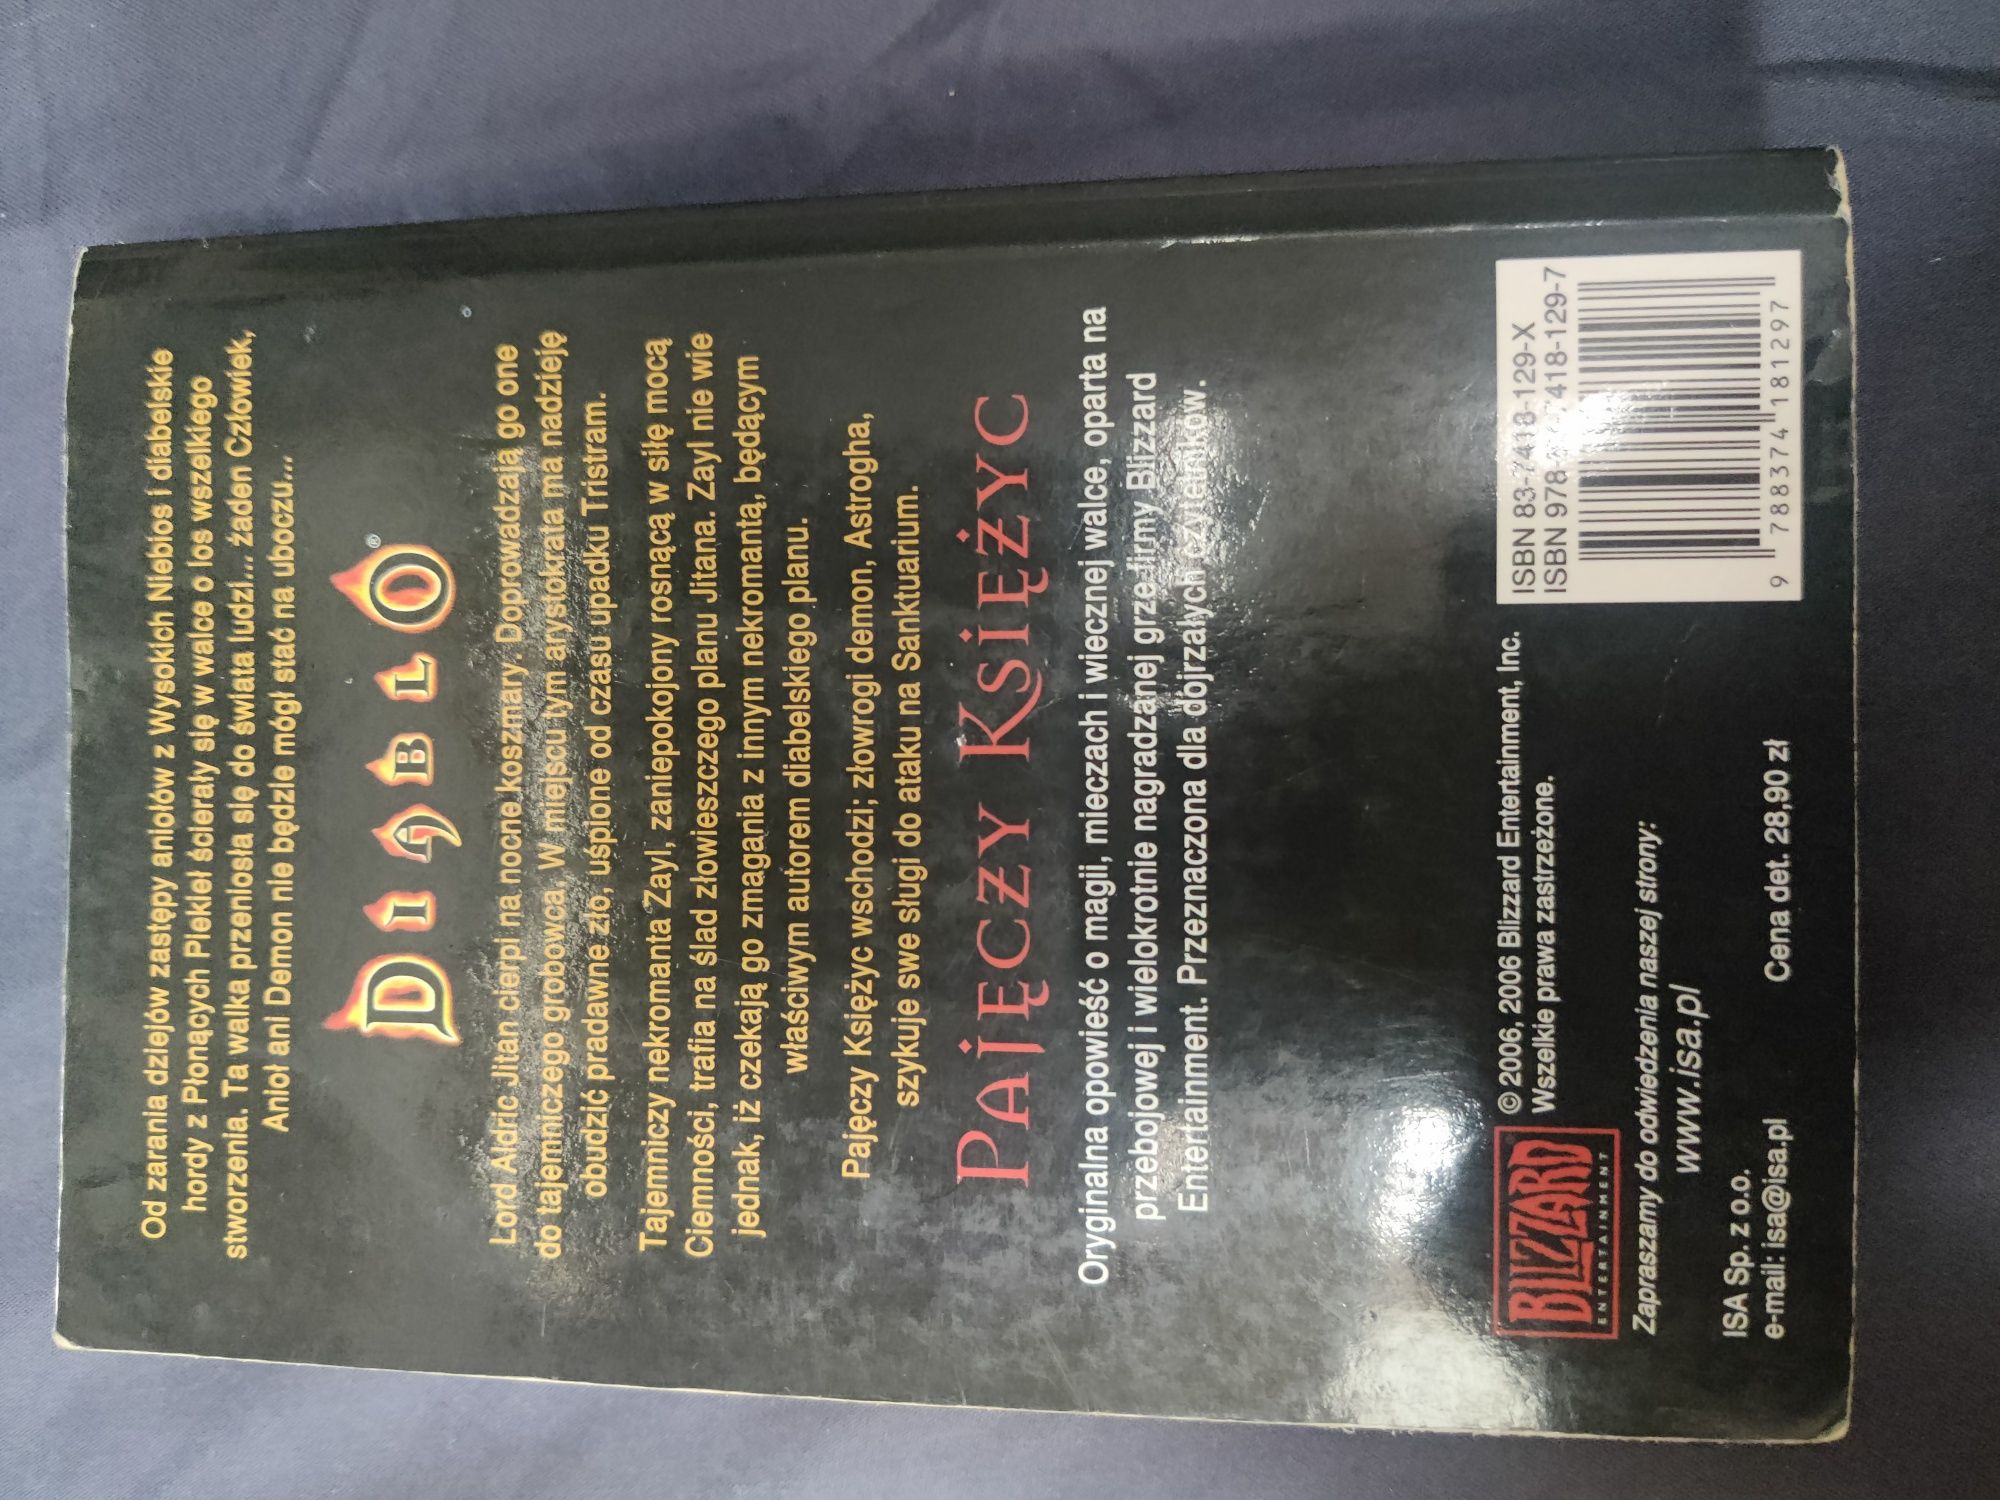 Od zarania dziejów zastępy aniołów z Wysokich Niebios i diabelskie
hordy z Płonących Piekieł ścierały się w walce o los wszelkiego
stworzenia. Ta walka przeniosła się do świata ludzi... żaden Człowiek,
Anioł ani Demon nie będzie mógł stać na uboczu...
DIABLO®
Lord Aldric Jitan cierpi na nocne koszmary. Doprowadzają go one
do tajemniczego grobowca. W miejscu tym arystokrata ma nadzieję
obudzić pradawne zło, uśpione od czasu upadku Tristram.
Tajemniczy nekromanta Zayl, zaniepokojony rosnącą w siłę mocą
Ciemności, trafia na ślad złowieszczego planu Jitana. Zayl nie wie
jednak, iż czekają go zmagania z innym nekromantą, będącym
właściwym autorem diabelskiego planu.
Pajęczy Księżyc wschodzi; złowrogi demon, Astrogha,
szykuje swe sługi do ataku na Sanktuarium.
PAJĘCZY KSIĘŻYC
Oryginalna opowieść o magii, mieczach i wiecznej walce, oparta na
przebojowej i wielokrotnie nagradzanej grze firmy Blizzard
Entertainment. Przeznaczona dla dojrzałych czytelników.
BLIZZARD
ENTERTAINMENT
© 2006, 2006 Blizzard Entertainment, Inc.
Wszelkie prawa zastrzeżone.
Zapraszamy do odwiedzenia naszej strony:
www.isa.pl
ISA Sp. z o.o.
e-mail: isa@isa.pl
Cena det. 28,90 zł
ISBN 83-7418-129-X
ISBN 978-83-7418-129-7
9 788374 181297